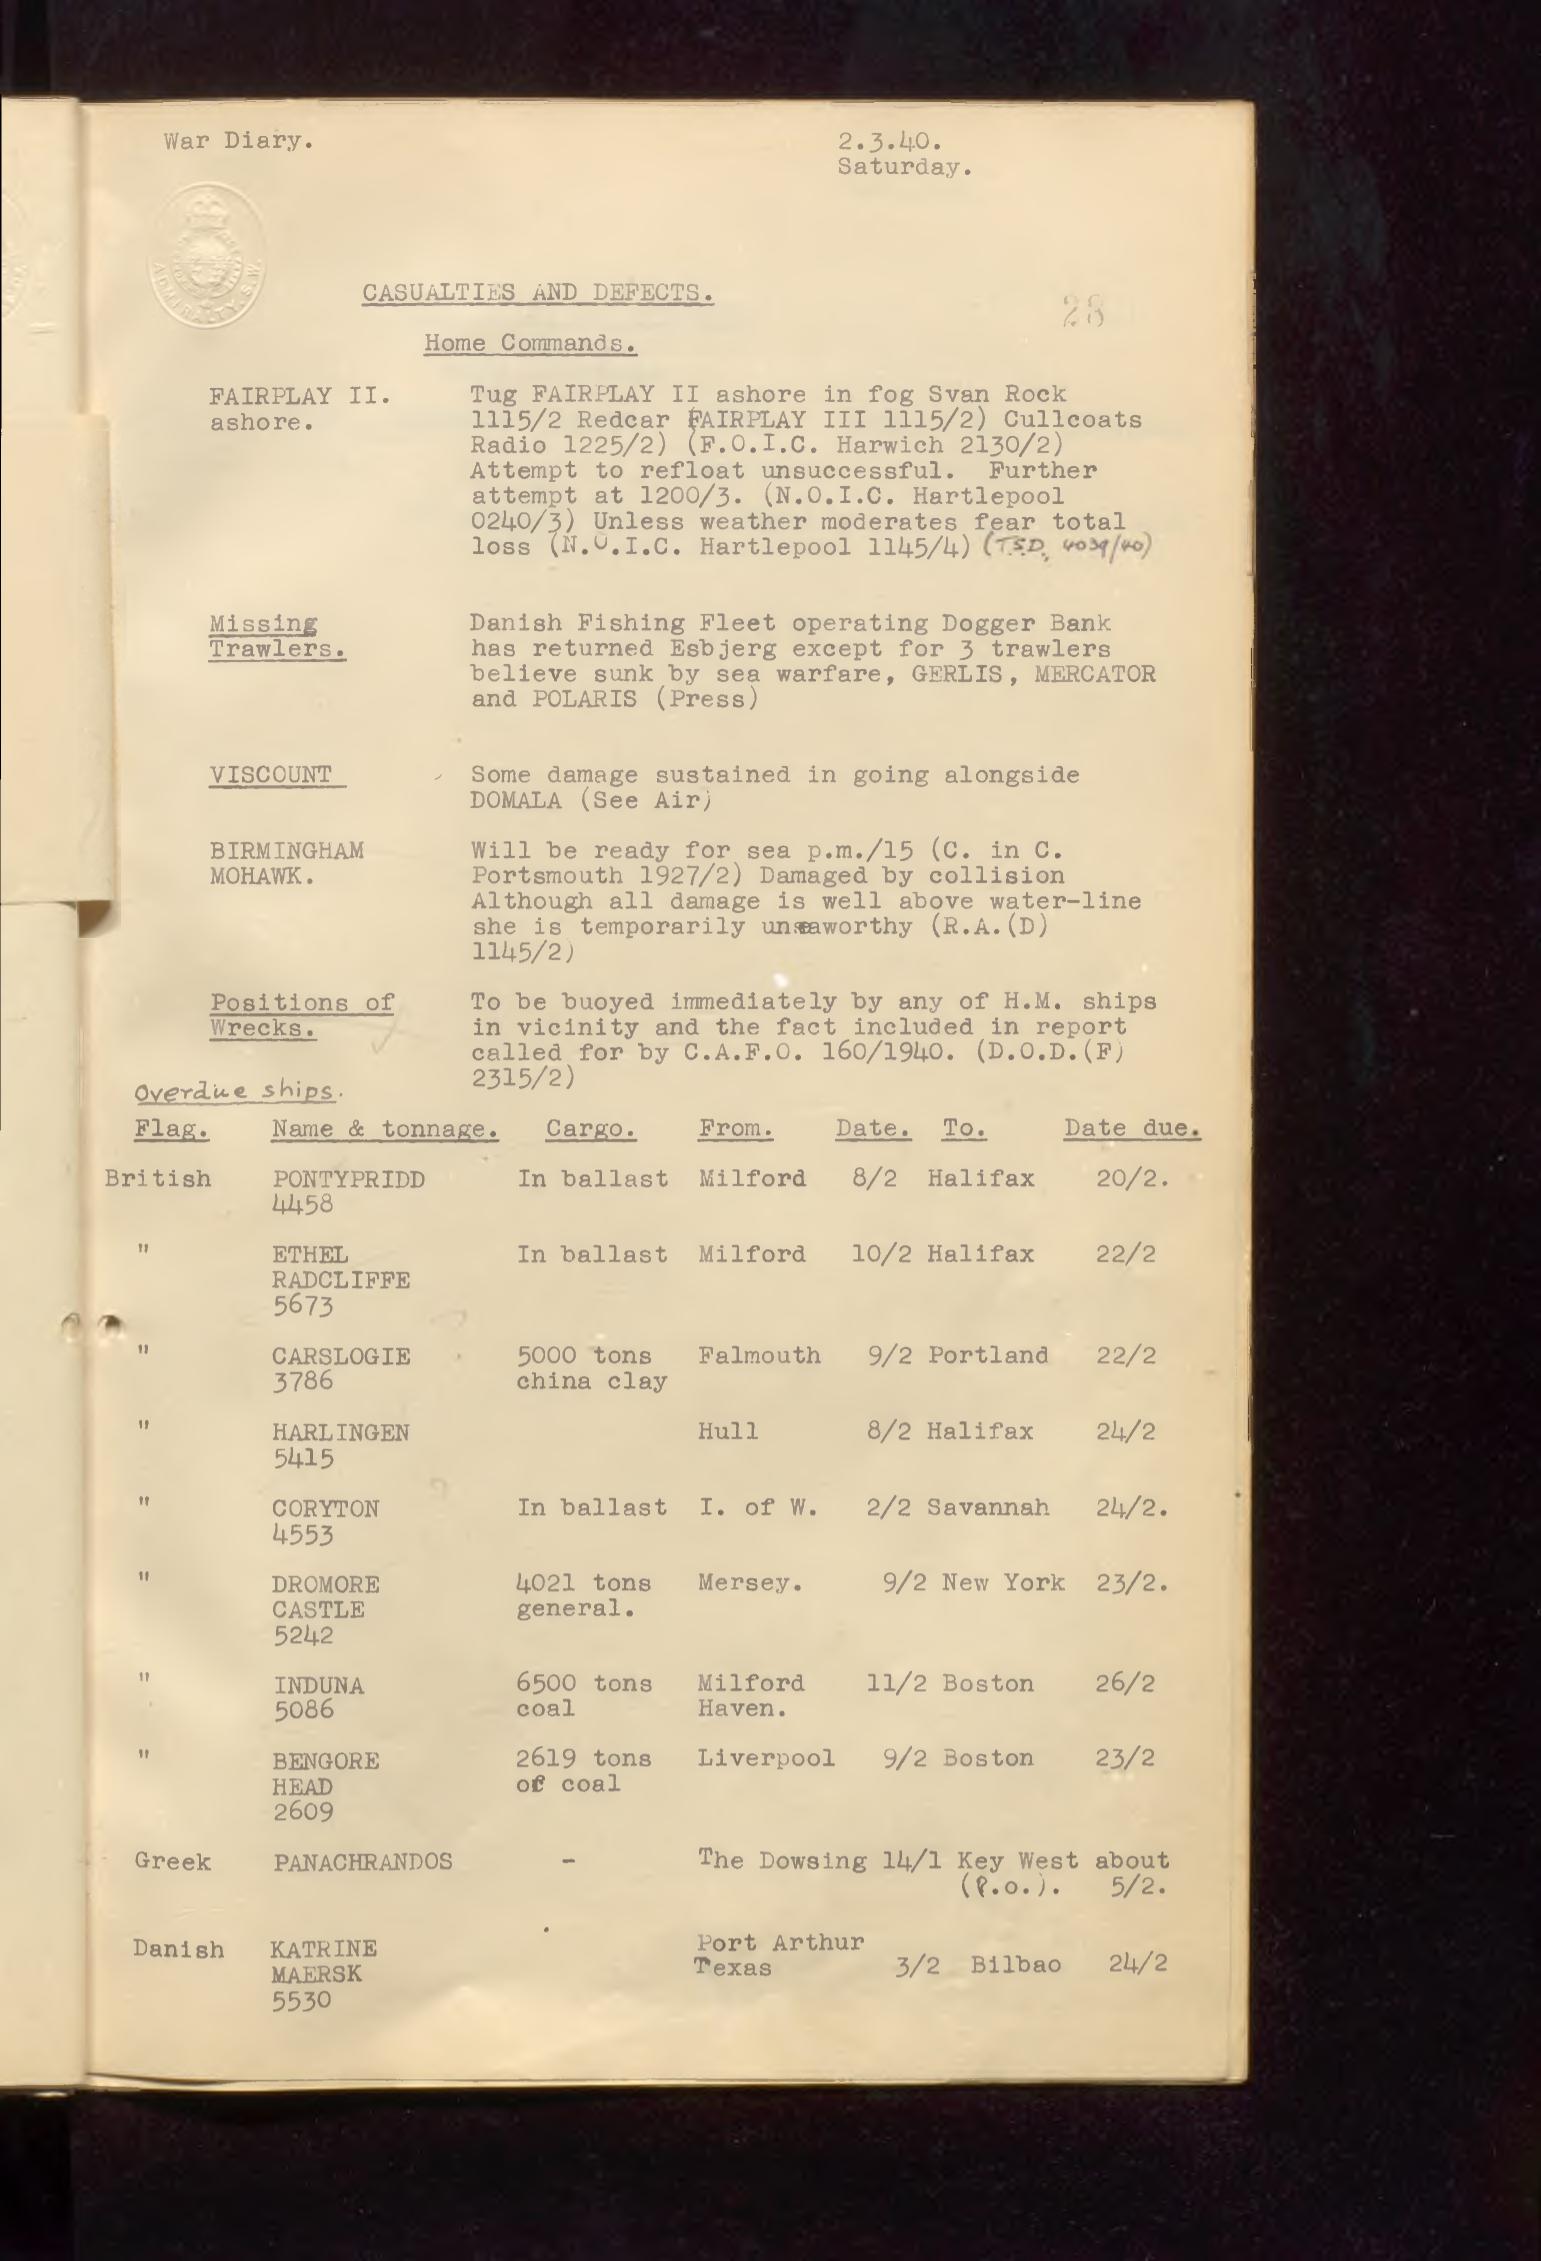 War Diary. 2.3.40.
Saturday.
ADMIRALTY. S.W.
CASUALTIES AND DEFECTS.
28
Home Commands.
FAIRPLAY II. Tug FAIRPLAY II ashore in fog Svan Rock
ashore. 1115/2 Redcar (FAIRPLAY III 1115/2) Cullcoats
Radio 1225/2) (F.O.I.C. Harwich 2130/2)
Attempt to refloat unsuccessful. Further
attempt at 1200/3. (N.O.I.C. Hartlepool
0240/3) Unless weather moderates fear total
loss (N.O.I.C. Hartlepool 1145/4) (T.S.D. 4039/40)
Missing Danish Fishing Fleet operating Dogger Bank
Trawlers. has returned Esbjerg except for 3 trawlers
believe sunk by sea warfare, GERLIS, MERCATOR
and POLARIS (Press)
VISCOUNT Some damage sustained in going alongside
DOMALA (See Air)
BIRMINGHAM Will be ready for sea p.m./15 (C. in C.
MOHAWK. Portsmouth 1927/2) Damaged by collision
Although all damage is well above water-line
she is temporarily unseaworthy (R.A.(D)
1145/2)
Positions of To be buoyed immediately by any of H.M. ships
Wrecks. in vicinity and the fact included in report
called for by C.A.F.O. 160/1940. (D.O.D.(F)
2315/2)
Overdue ships.
Flag. Name & tonnage. Cargo. From. Date. To. Date due.
British PONTYPRIDD In ballast Milford 8/2 Halifax 20/2.
4458
" ETHEL In ballast Milford 10/2 Halifax 22/2
RADCLIFFE
5673
" CARSLOGIE 5000 tons Falmouth 9/2 Portland 22/2
3786 china clay
" HARLINGEN Hull 8/2 Halifax 24/2
5415
" CORYTON In ballast I. of W. 2/2 Savannah 24/2.
4553
" DROMORE 4021 tons Mersey. 9/2 New York 23/2.
CASTLE general.
5242
" INDUNA 6500 tons Milford 11/2 Boston 26/2
5086 coal Haven.
" BENGORE 2619 tons Liverpool 9/2 Boston 23/2
HEAD of coal
2609
Greek PANACHRANDOS - The Dowsing 14/1 Key West about
(P.o.). 5/2.
Danish KATRINE Port Arthur
MAERSK Texas 3/2 Bilbao 24/2
5530